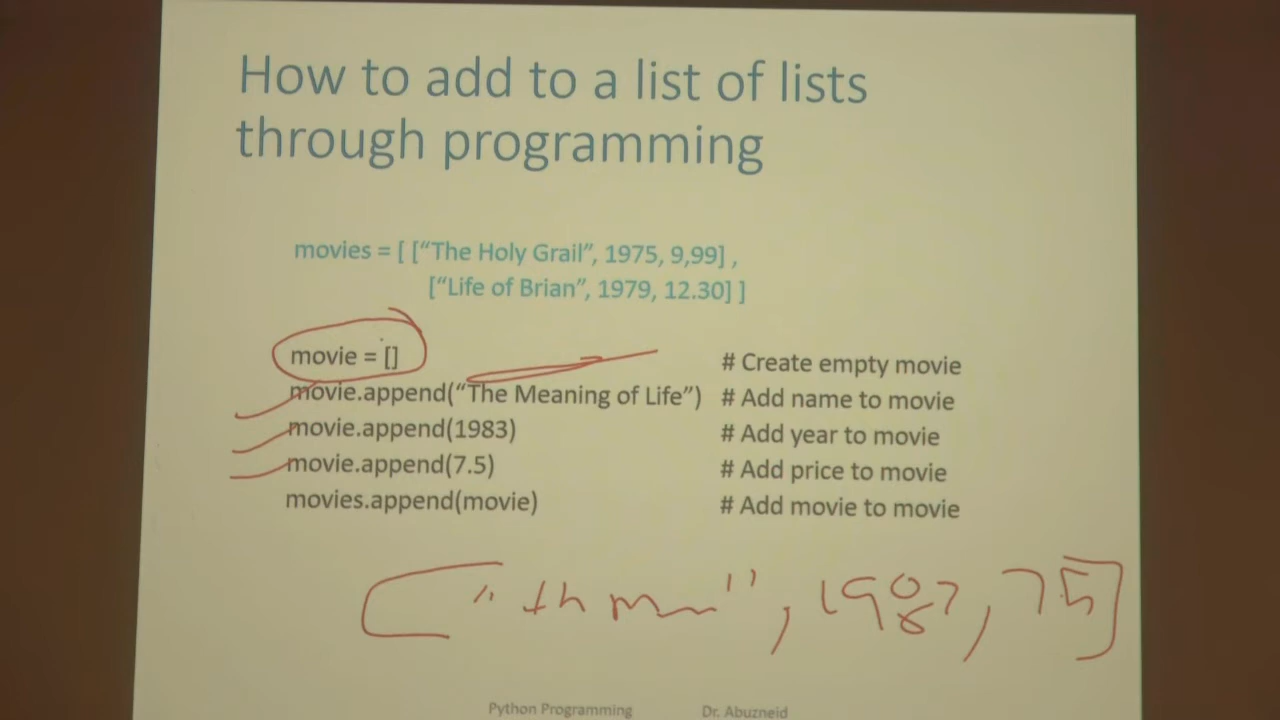 How to add to a list of lists
through programming
movies = [ [“The Holy Grail”, 1975, 9,99] ,
[“Life of Brian”, 1979, 12.30] ]
movie = [] # Create empty movie
movie.append(“The Meaning of Life”) # Add name to movie
movie.append(1983) # Add year to movie
movie.append(7.5) # Add price to movie
movies.append(movie) # Add movie to movie
Python Programming Dr. Abuzneid